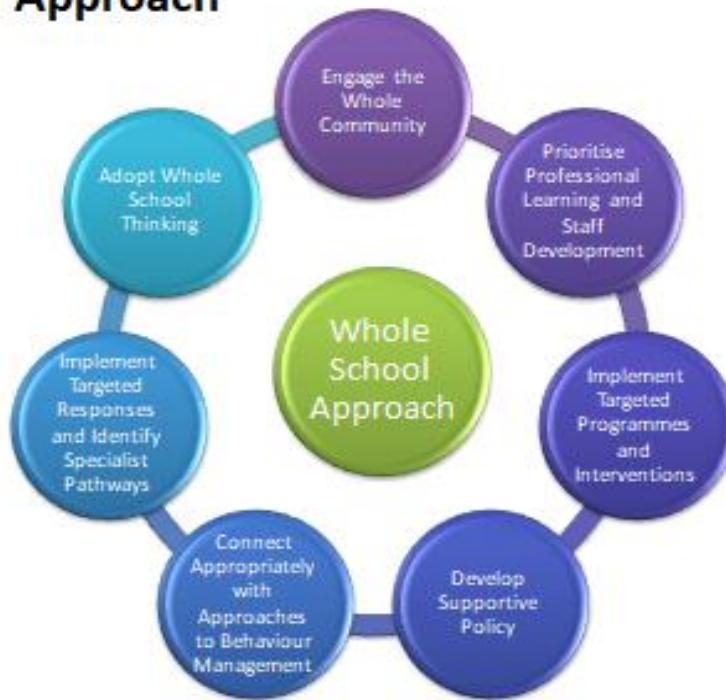 Approach
Engage the
Whole
Community
Prioritise
Professional
Learning and
Staff
Development
Implement
Targeted
Programmes
and
Interventions
Develop
Supportive
Policy
Connect
Appropriately
with
Approaches
to Behaviour
Management
Implement
Targeted
Responses
and Identify
Specialist
Pathways
Adopt Whole
School
Thinking
Whole
School
Approach